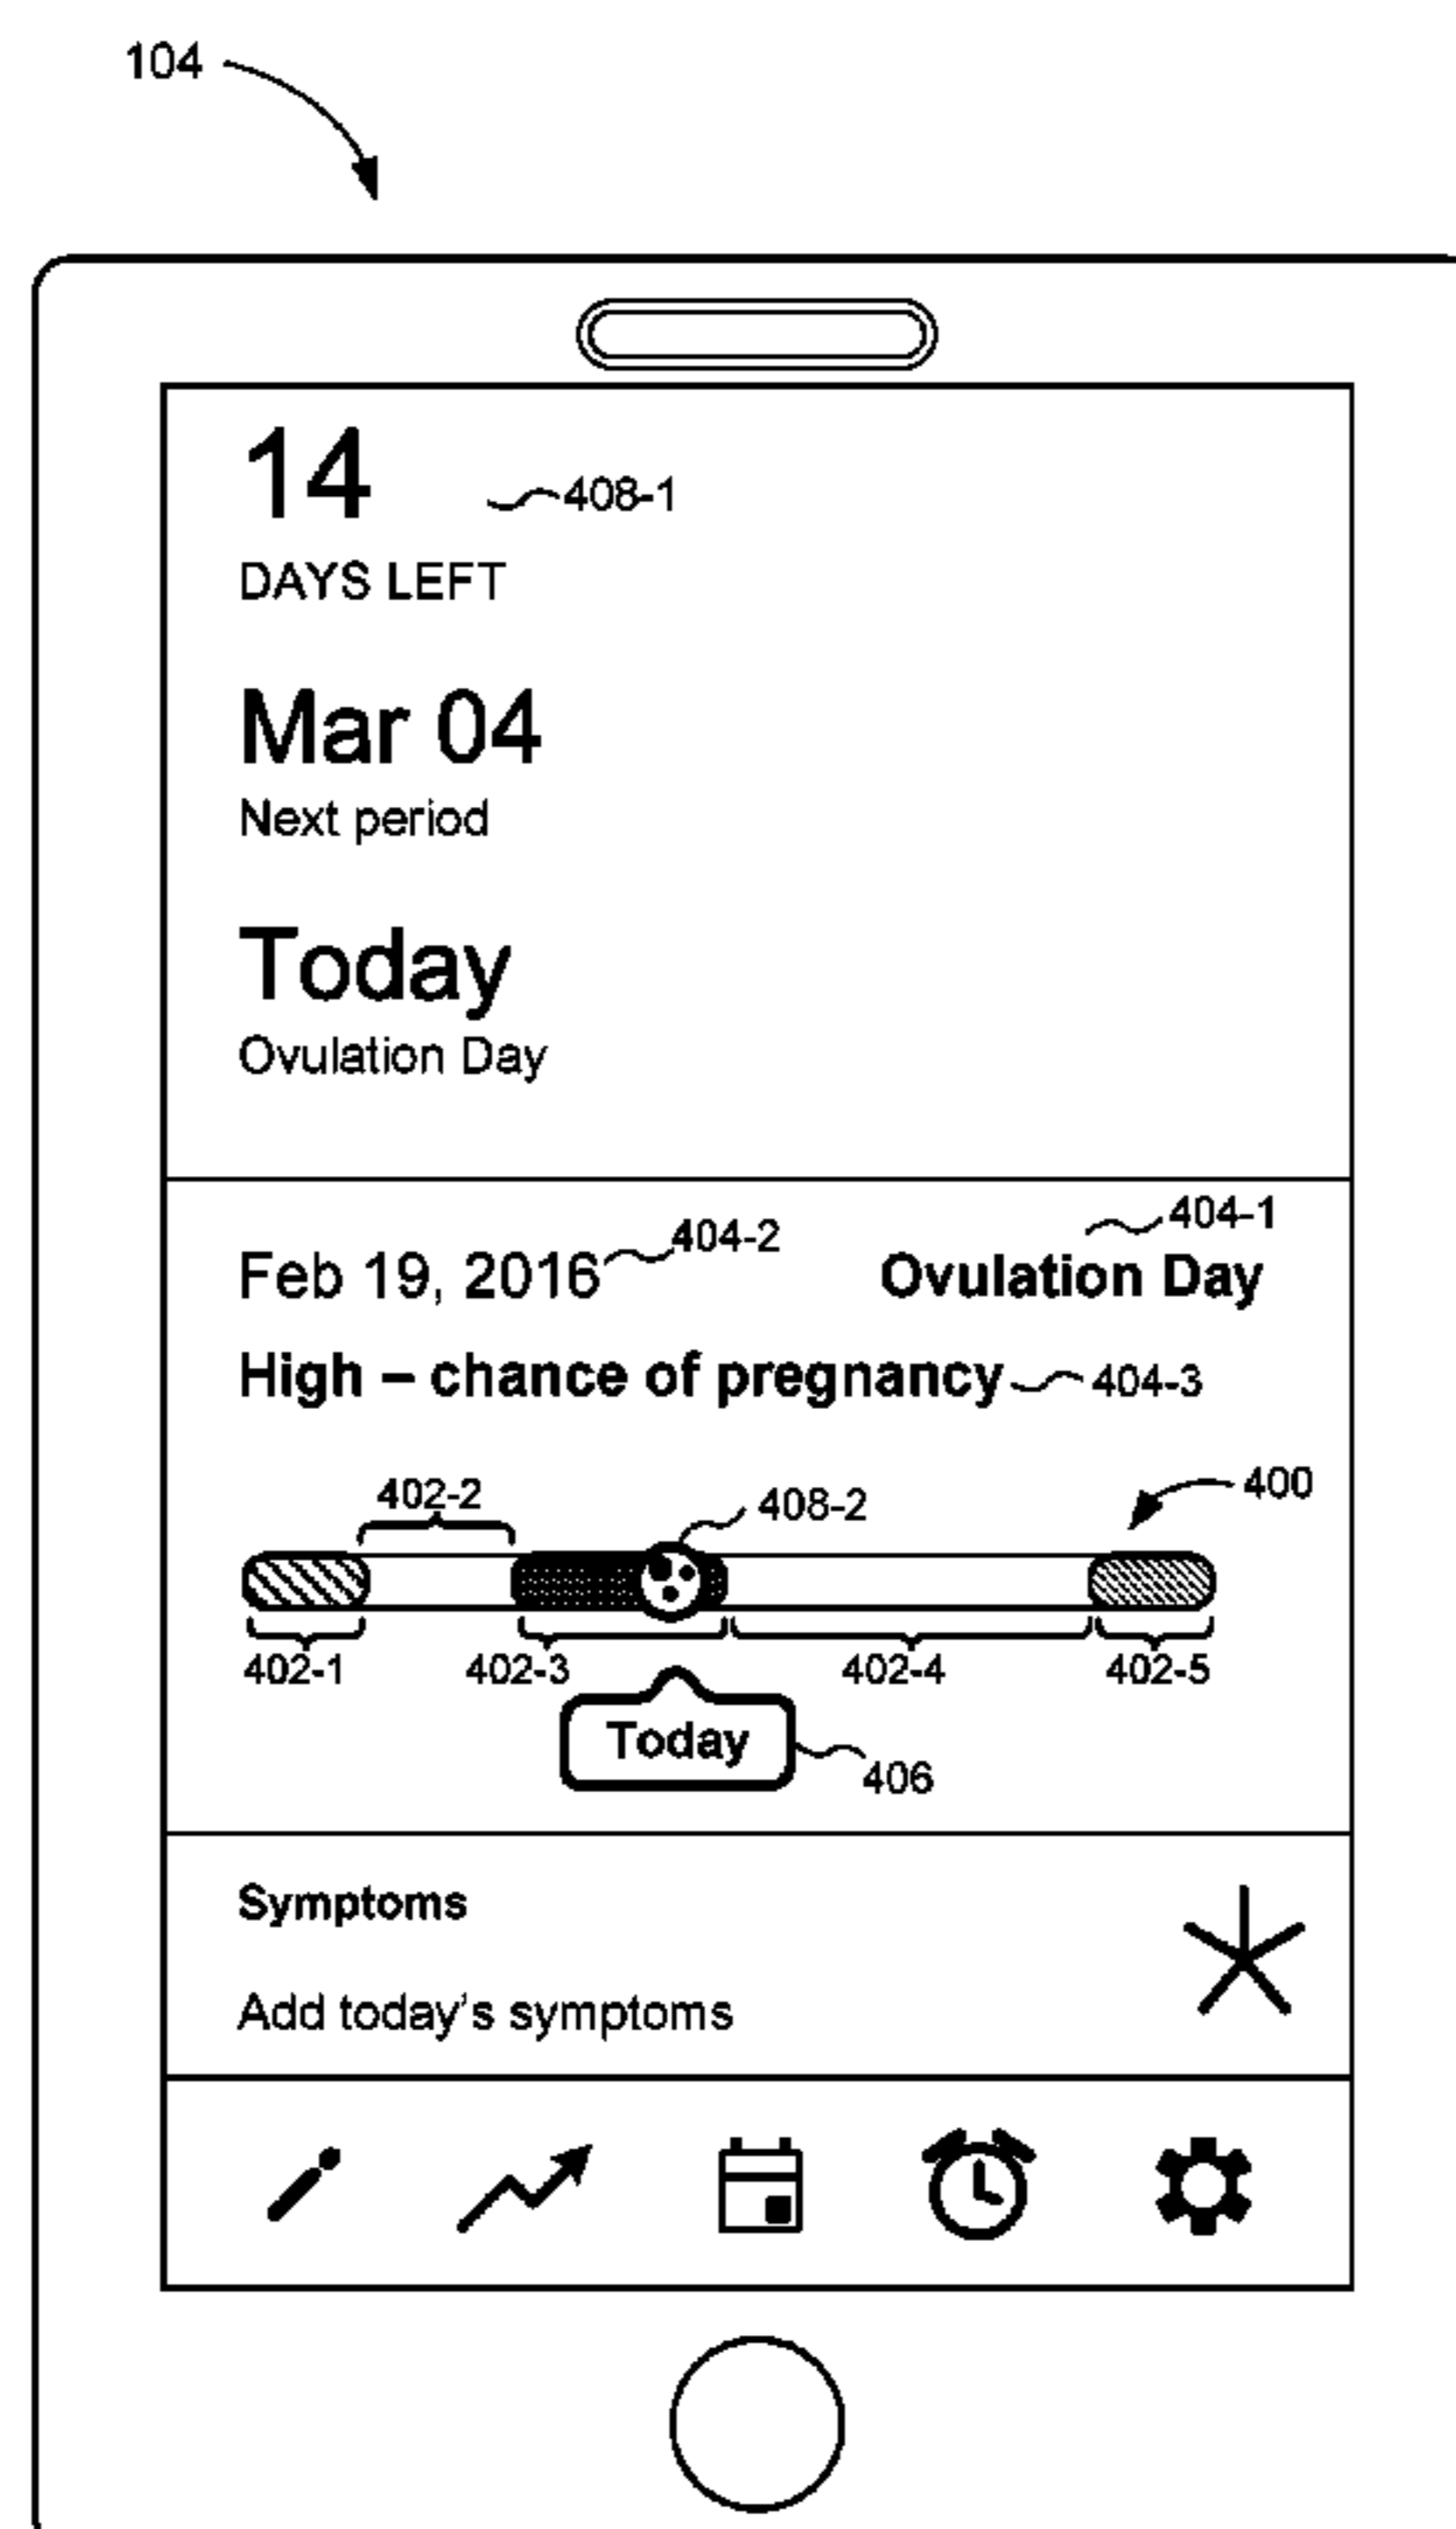 104
14
408-1
DAYS LEFT
Mar 04
Next period
Today
Ovulation Day
404-1
Feb 19, 2016 404-2
Ovulation Day
High – chance of pregnancy 404-3
400
402-2
408-2
402-1 402-3 402-4 402-5
Today
406
Symptoms
Add today's symptoms